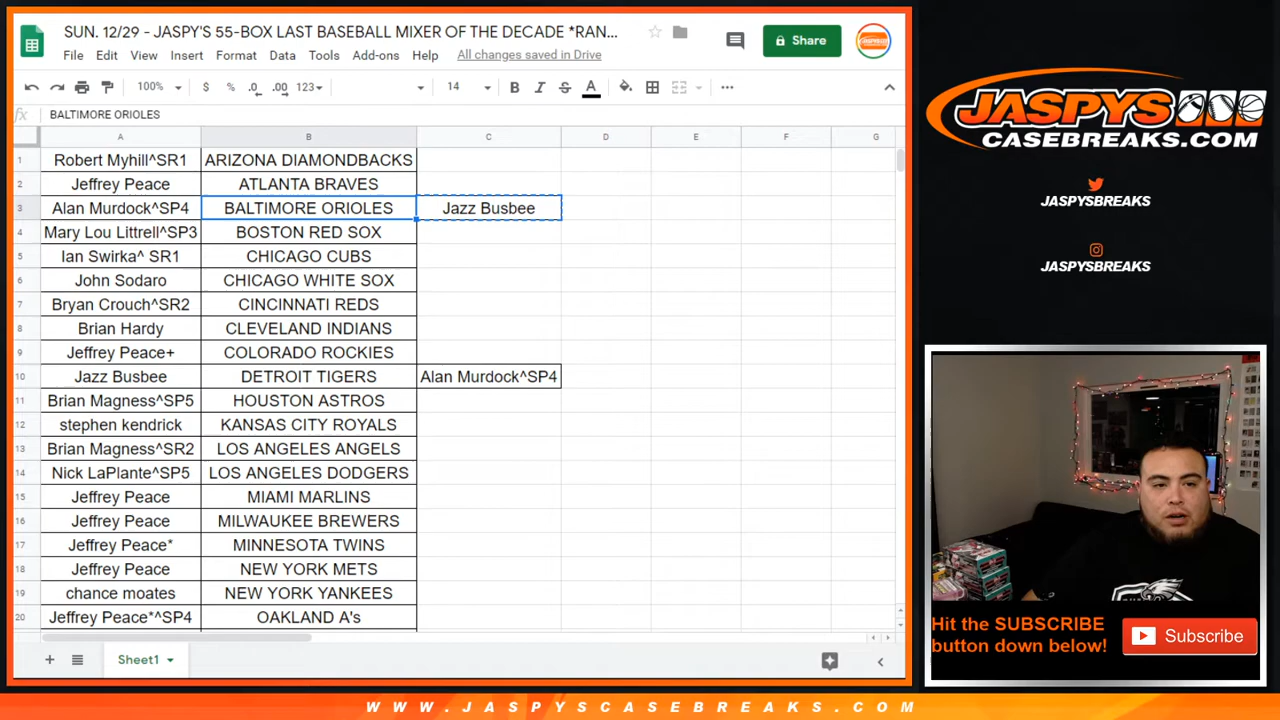 SUN. 12/29 - JASPY'S 55-BOX LAST BASEBALL MIXER OF THE DECADE *RAN...
File Edit View Insert Format Data Tools Add-ons Help All changes saved in Drive
Share
100% $ % .0 .00 123 14 B I S A
fx BALTIMORE ORIOLES
A B C D E F G
1 Robert Myhill^SR1 ARIZONA DIAMONDBACKS
2 Jeffrey Peace ATLANTA BRAVES
3 Alan Murdock^SP4 BALTIMORE ORIOLES Jazz Busbee
4 Mary Lou Littrell^SP3 BOSTON RED SOX
5 Ian Swirka^ SR1 CHICAGO CUBS
6 John Sodaro CHICAGO WHITE SOX
7 Bryan Crouch^SR2 CINCINNATI REDS
8 Brian Hardy CLEVELAND INDIANS
9 Jeffrey Peace+ COLORADO ROCKIES
10 Jazz Busbee DETROIT TIGERS Alan Murdock^SP4
11 Brian Magness^SP5 HOUSTON ASTROS
12 stephen kendrick KANSAS CITY ROYALS
13 Brian Magness^SR2 LOS ANGELES ANGELS
14 Nick LaPlante^SP5 LOS ANGELES DODGERS
15 Jeffrey Peace MIAMI MARLINS
16 Jeffrey Peace MILWAUKEE BREWERS
17 Jeffrey Peace* MINNESOTA TWINS
18 Jeffrey Peace NEW YORK METS
19 chance moates NEW YORK YANKEES
20 Jeffrey Peace*^SP4 OAKLAND A's
Sheet1
JASPYS
CASEBREAKS.COM
JASPYSBREAKS
JASPYSBREAKS
Hit the SUBSCRIBE
button down below!
Subscribe
WWW.JASPYSCASEBREAKS.COM